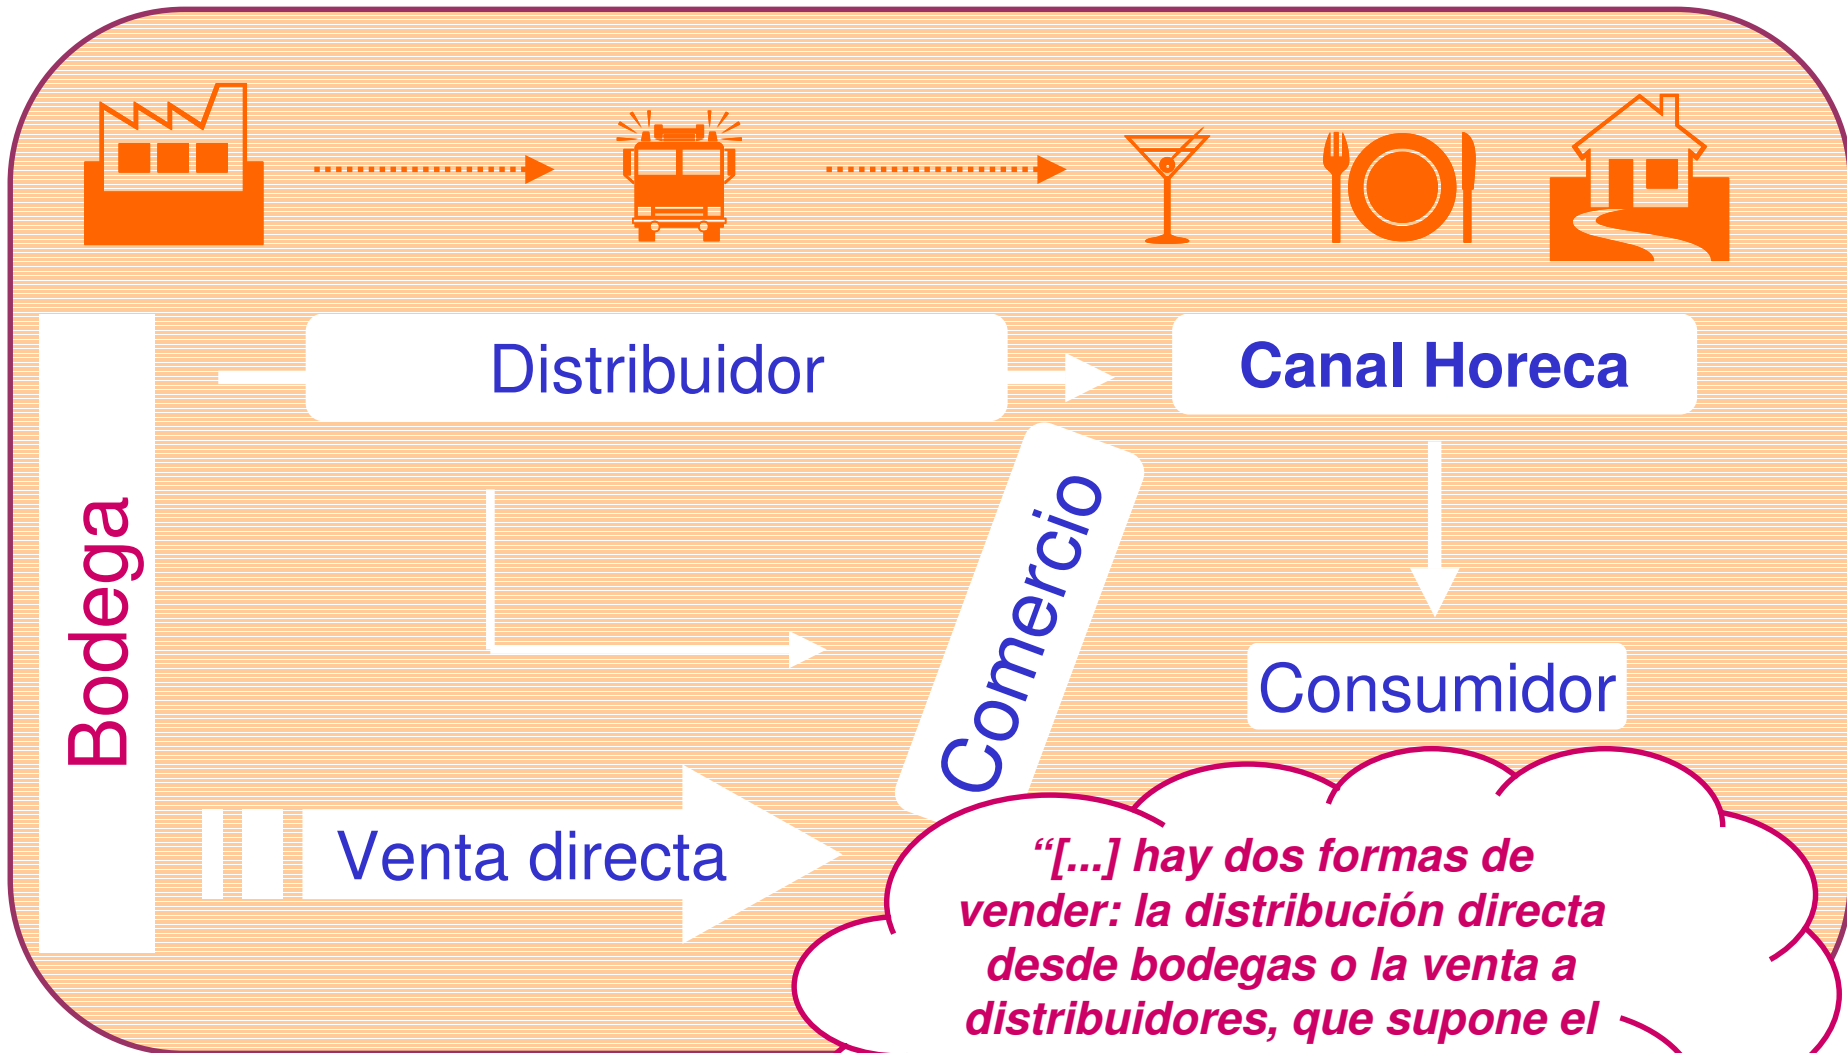 Distribuidor
Canal Horeca
Bodega
Comercio
Consumidor
Venta directa
“[...] hay dos formas de
vender: la distribución directa
desde bodegas o la venta a
distribuidores, que supone el